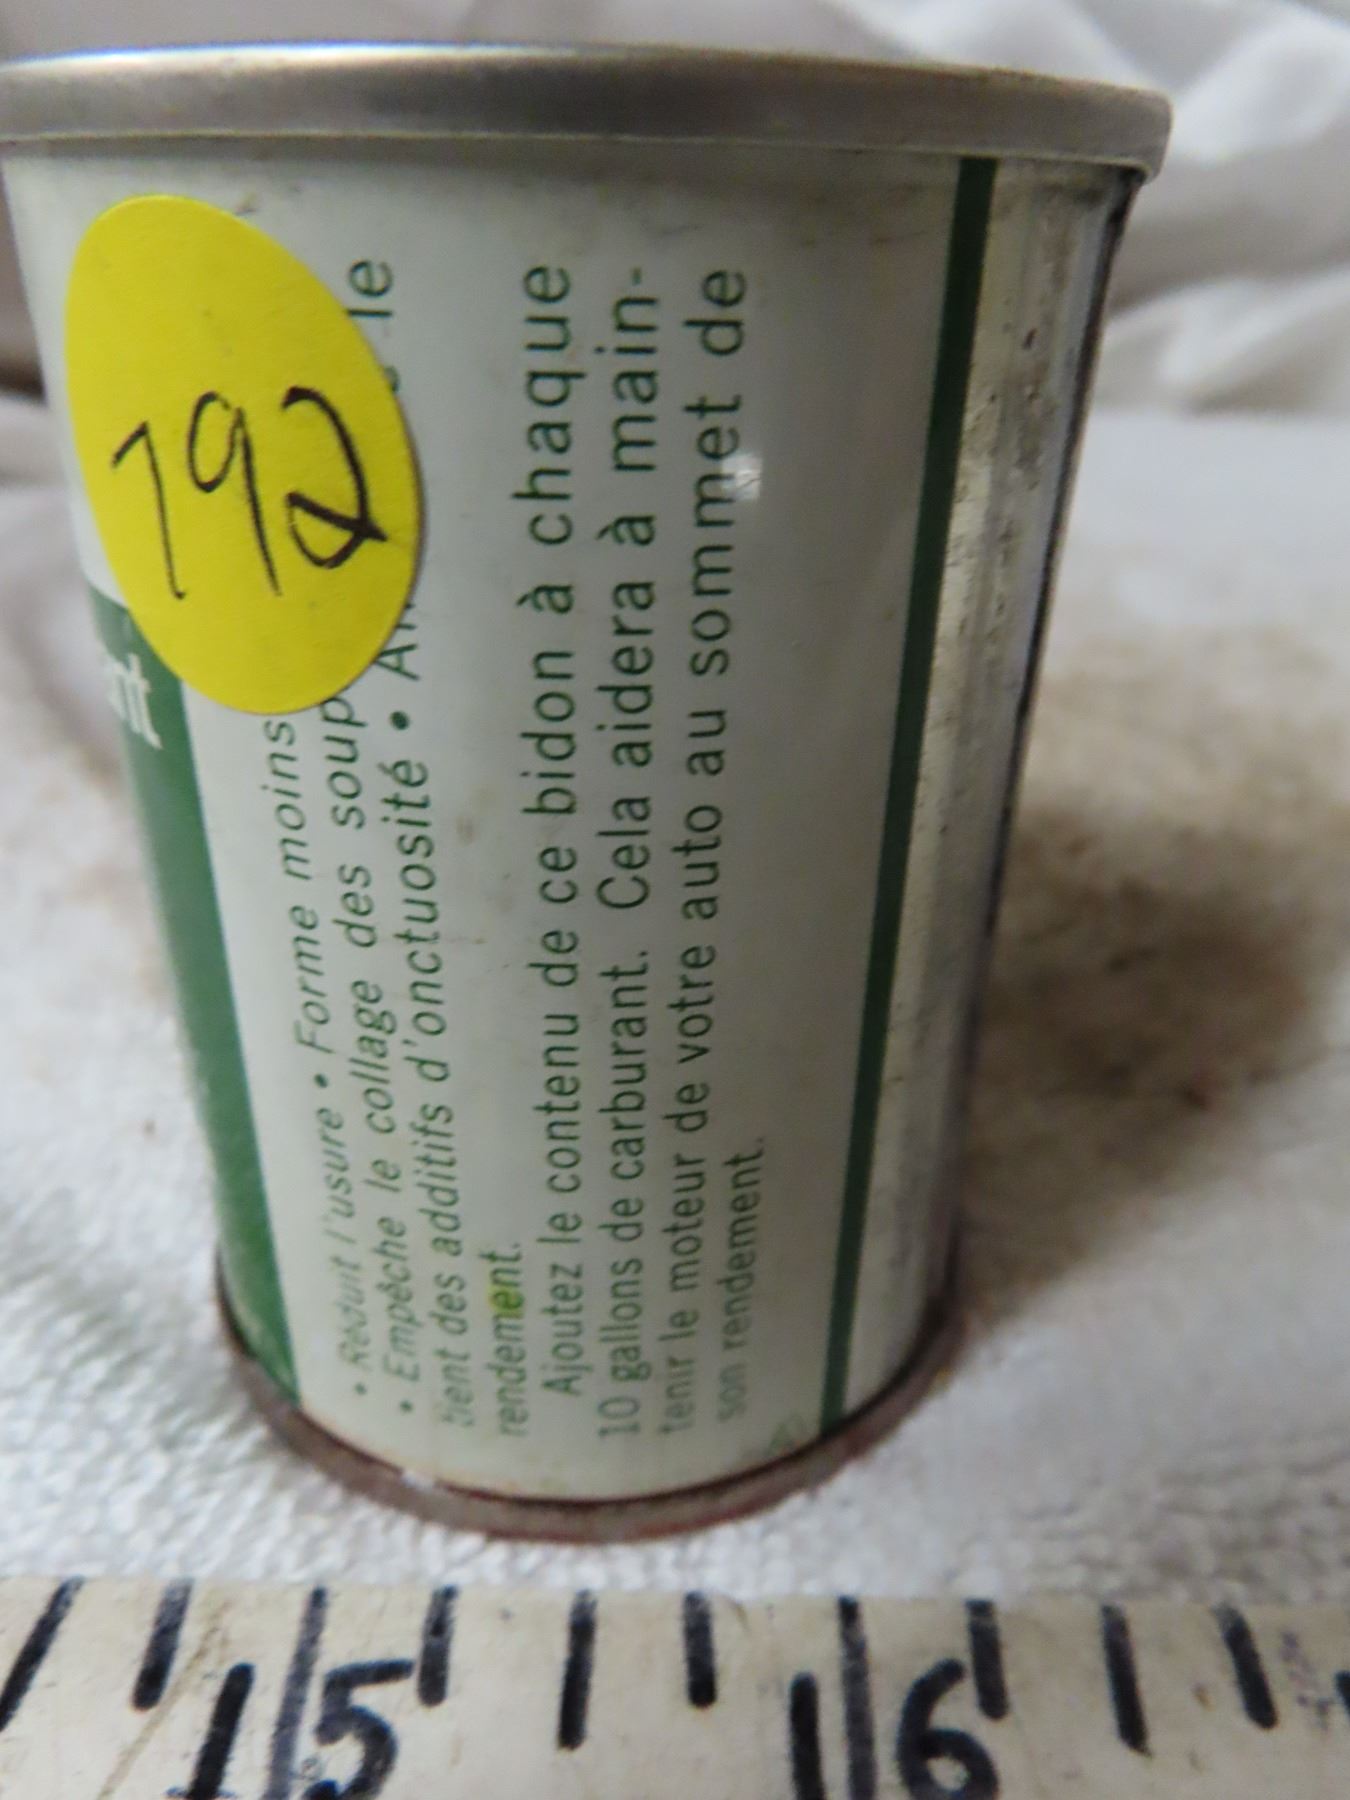 792
nt
• Réduit l'usure • Forme moins
• Empêche le collage des soup
tient des additifs d'onctuosité • le
rendement.
Ajoutez le contenu de ce bidon à chaque
10 gallons de carburant. Cela aidera à main-
tenir le moteur de votre auto au sommet de
son rendement.
15 16